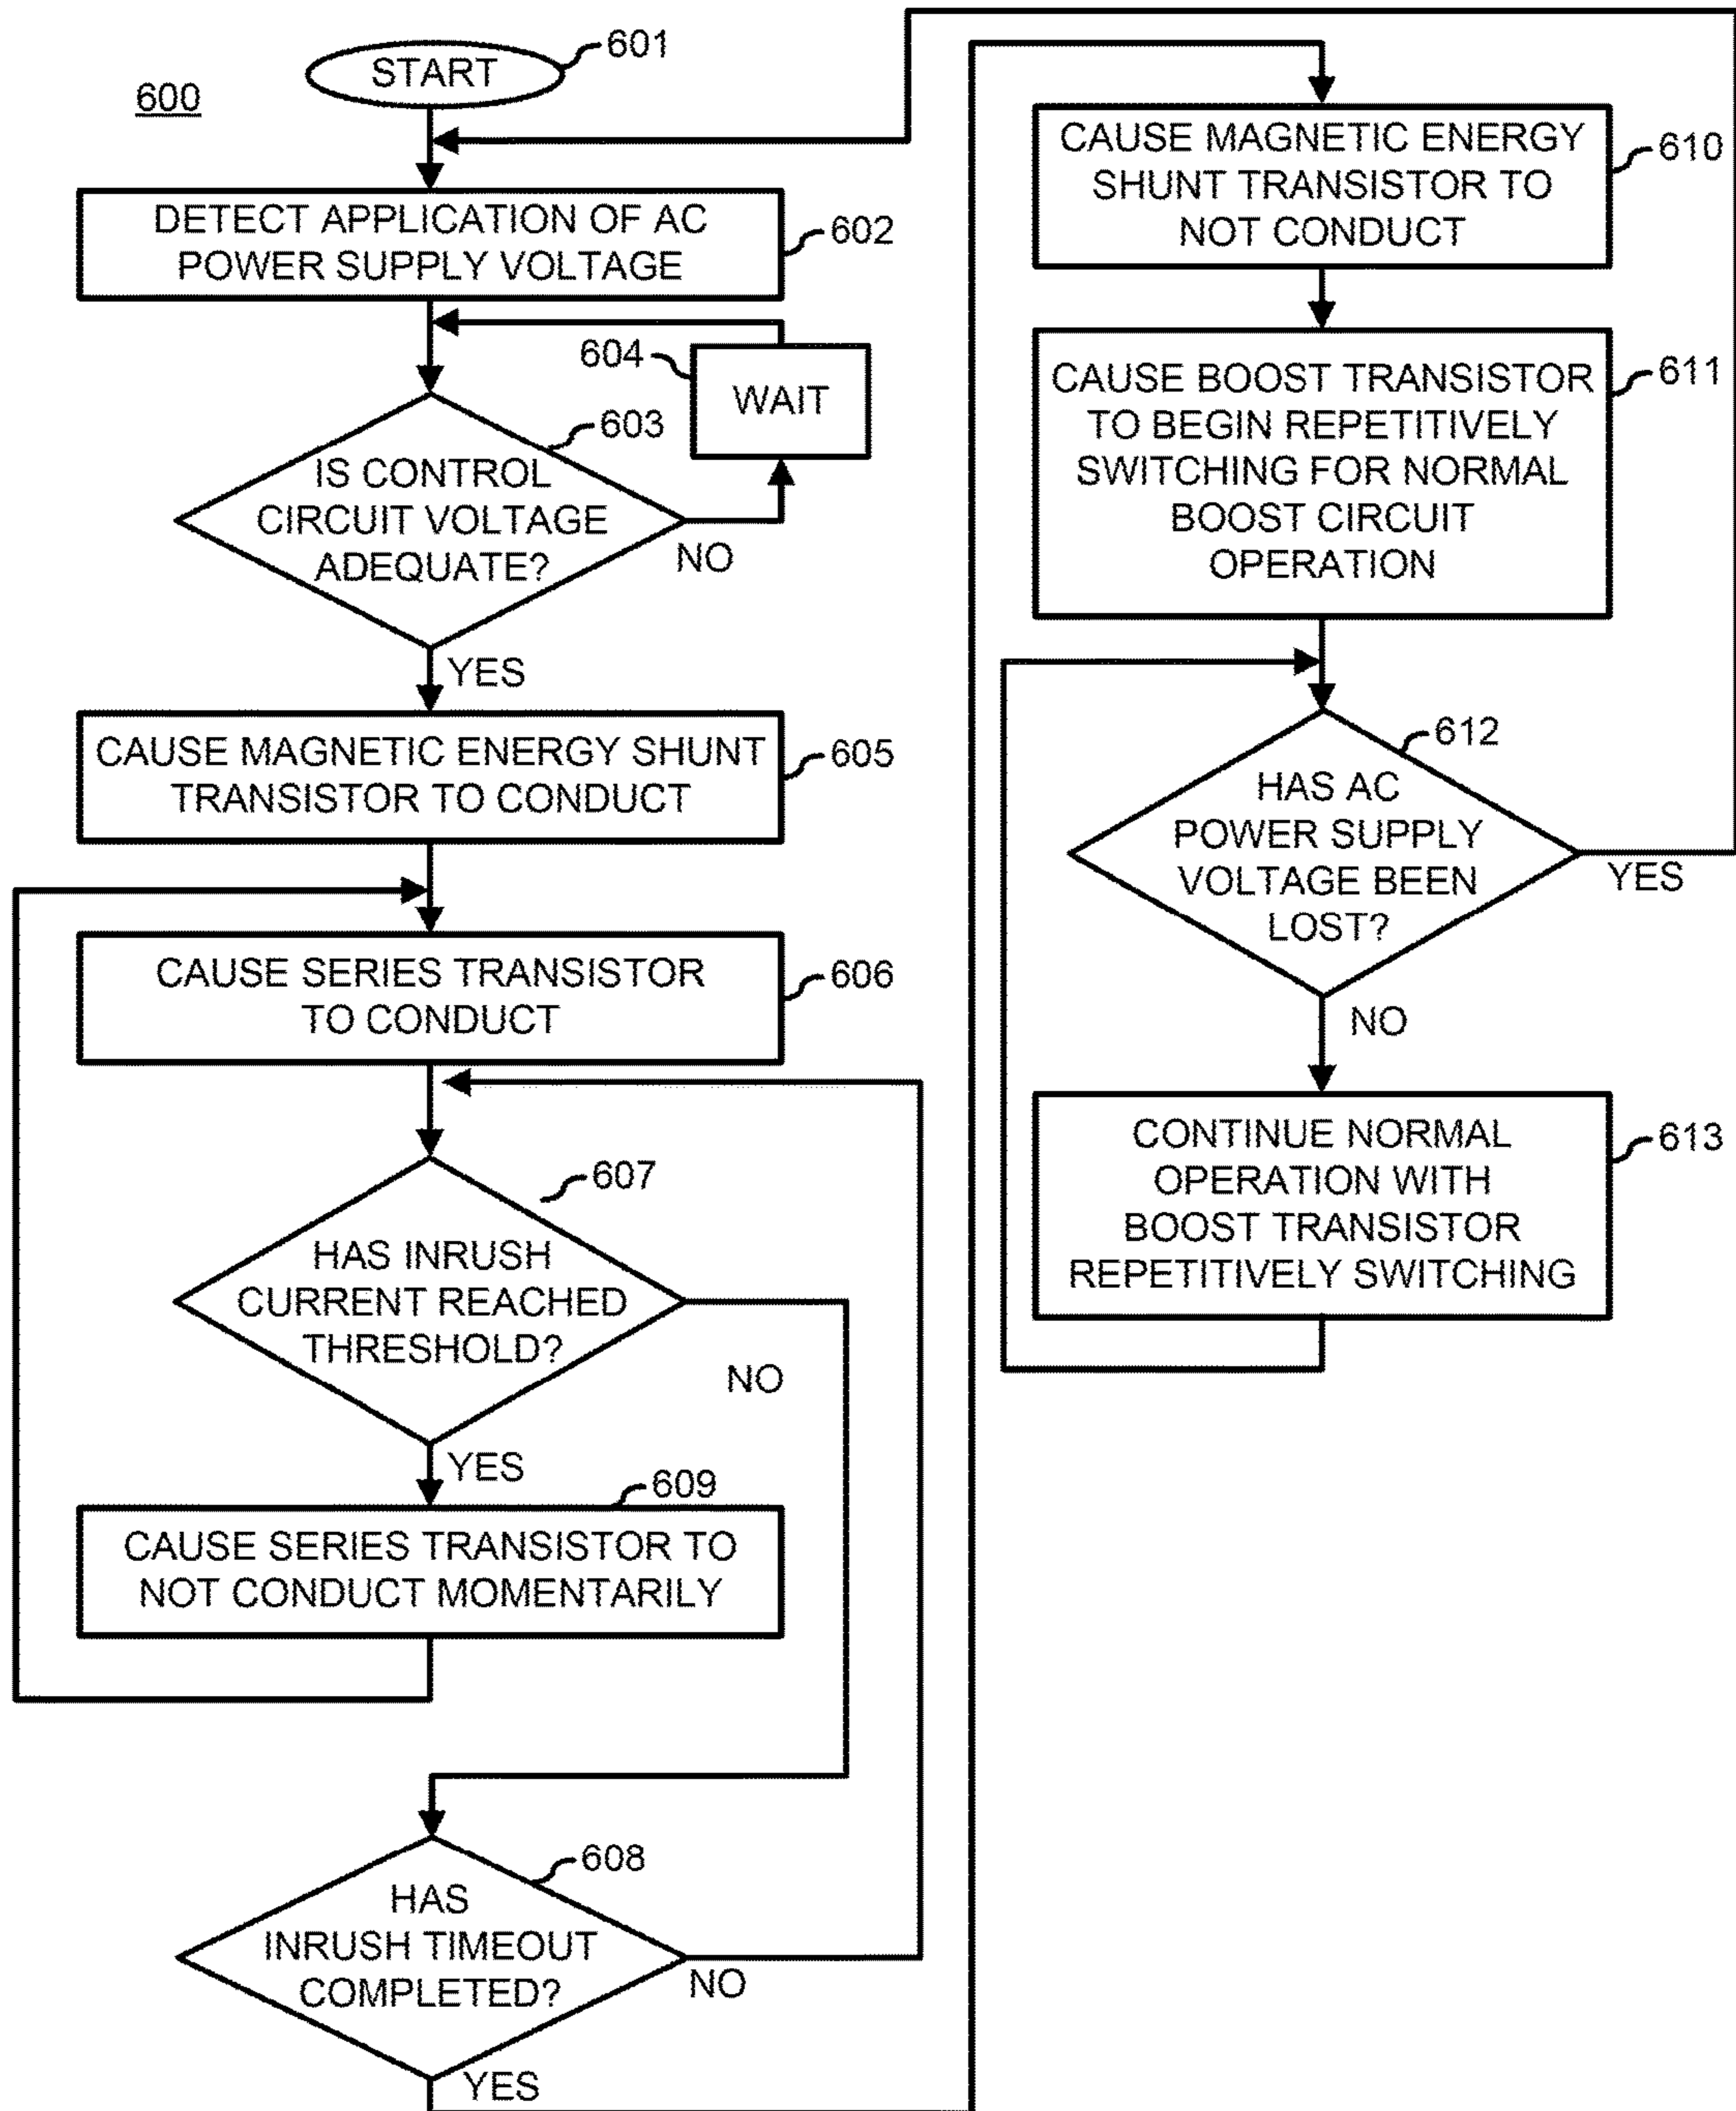 600
START
601
DETECT APPLICATION OF AC
POWER SUPPLY VOLTAGE
602
604
WAIT
603
IS CONTROL
CIRCUIT VOLTAGE
ADEQUATE?
NO
YES
CAUSE MAGNETIC ENERGY SHUNT
TRANSISTOR TO CONDUCT
605
CAUSE SERIES TRANSISTOR
TO CONDUCT
606
607
HAS INRUSH
CURRENT REACHED
THRESHOLD?
NO
YES
609
CAUSE SERIES TRANSISTOR TO
NOT CONDUCT MOMENTARILY
608
HAS
INRUSH TIMEOUT
COMPLETED?
NO
YES
CAUSE MAGNETIC ENERGY
SHUNT TRANSISTOR TO
NOT CONDUCT
610
CAUSE BOOST TRANSISTOR
TO BEGIN REPETITIVELY
SWITCHING FOR NORMAL
BOOST CIRCUIT
OPERATION
611
612
HAS AC
POWER SUPPLY
VOLTAGE BEEN
LOST?
YES
NO
CONTINUE NORMAL
OPERATION WITH
BOOST TRANSISTOR
REPETITIVELY SWITCHING
613